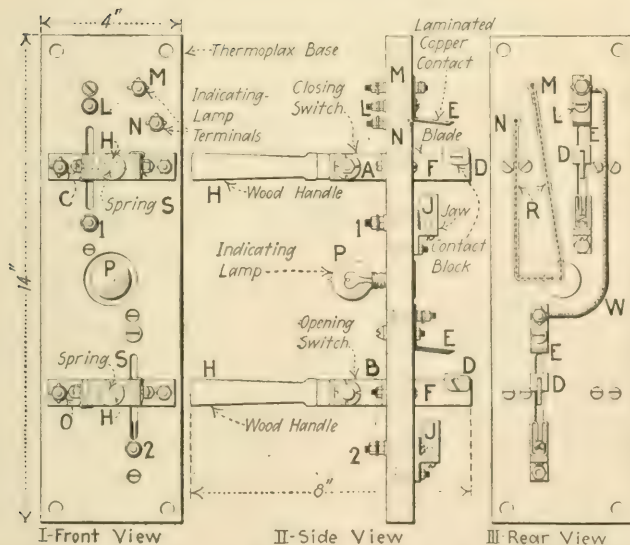 4"
14"
Thermoplax Base
M
Indicating-
Lamp
Terminals
L
N
H
C
Spring S
1
P
Spring S
O
H
2
I-Front View
Closing
Switch.
M
L
N
Laminated
Copper
Contact
E
Blade
A
F
D
H
Wood Handle
1
J
Jaw
Contact
Block
Indicating
Lamp
P
Opening
Switch.
E
H
B
F
D
Wood Handle
J
2
8"
II-Side View
N
M
L
E
D
R
W
E
D
III-Rear View